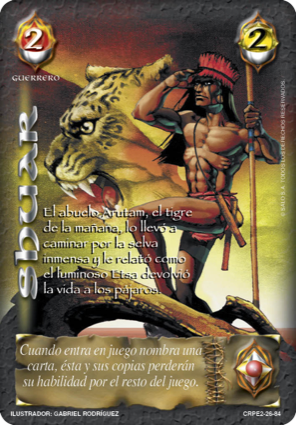 2
2
GUERRERO
shuar
El abuelo Arutam, el tigre
de la mañana, lo llevó a
caminar por la selva
inmensa y le relató como
el luminoso Etsa devolvió
la vida a los pájaros.
Cuando entra en juego nombra una
carta, ésta y sus copias perderán
su habilidad por el resto del juego.
ILUSTRADOR: GABRIEL RODRÍGUEZ
CRPE2-26-84